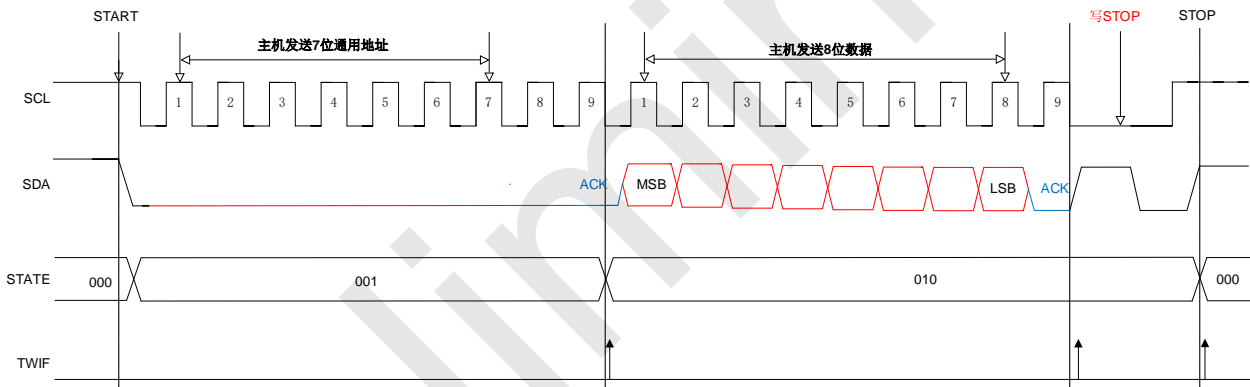 START 写STOP STOP
主机发送7位通用地址 主机发送8位数据
SCL 1 2 3 4 5 6 7 8 9 1 2 3 4 5 6 7 8 9
SDA ACK MSB LSB ACK
STATE 000 001 010 000
TWIF